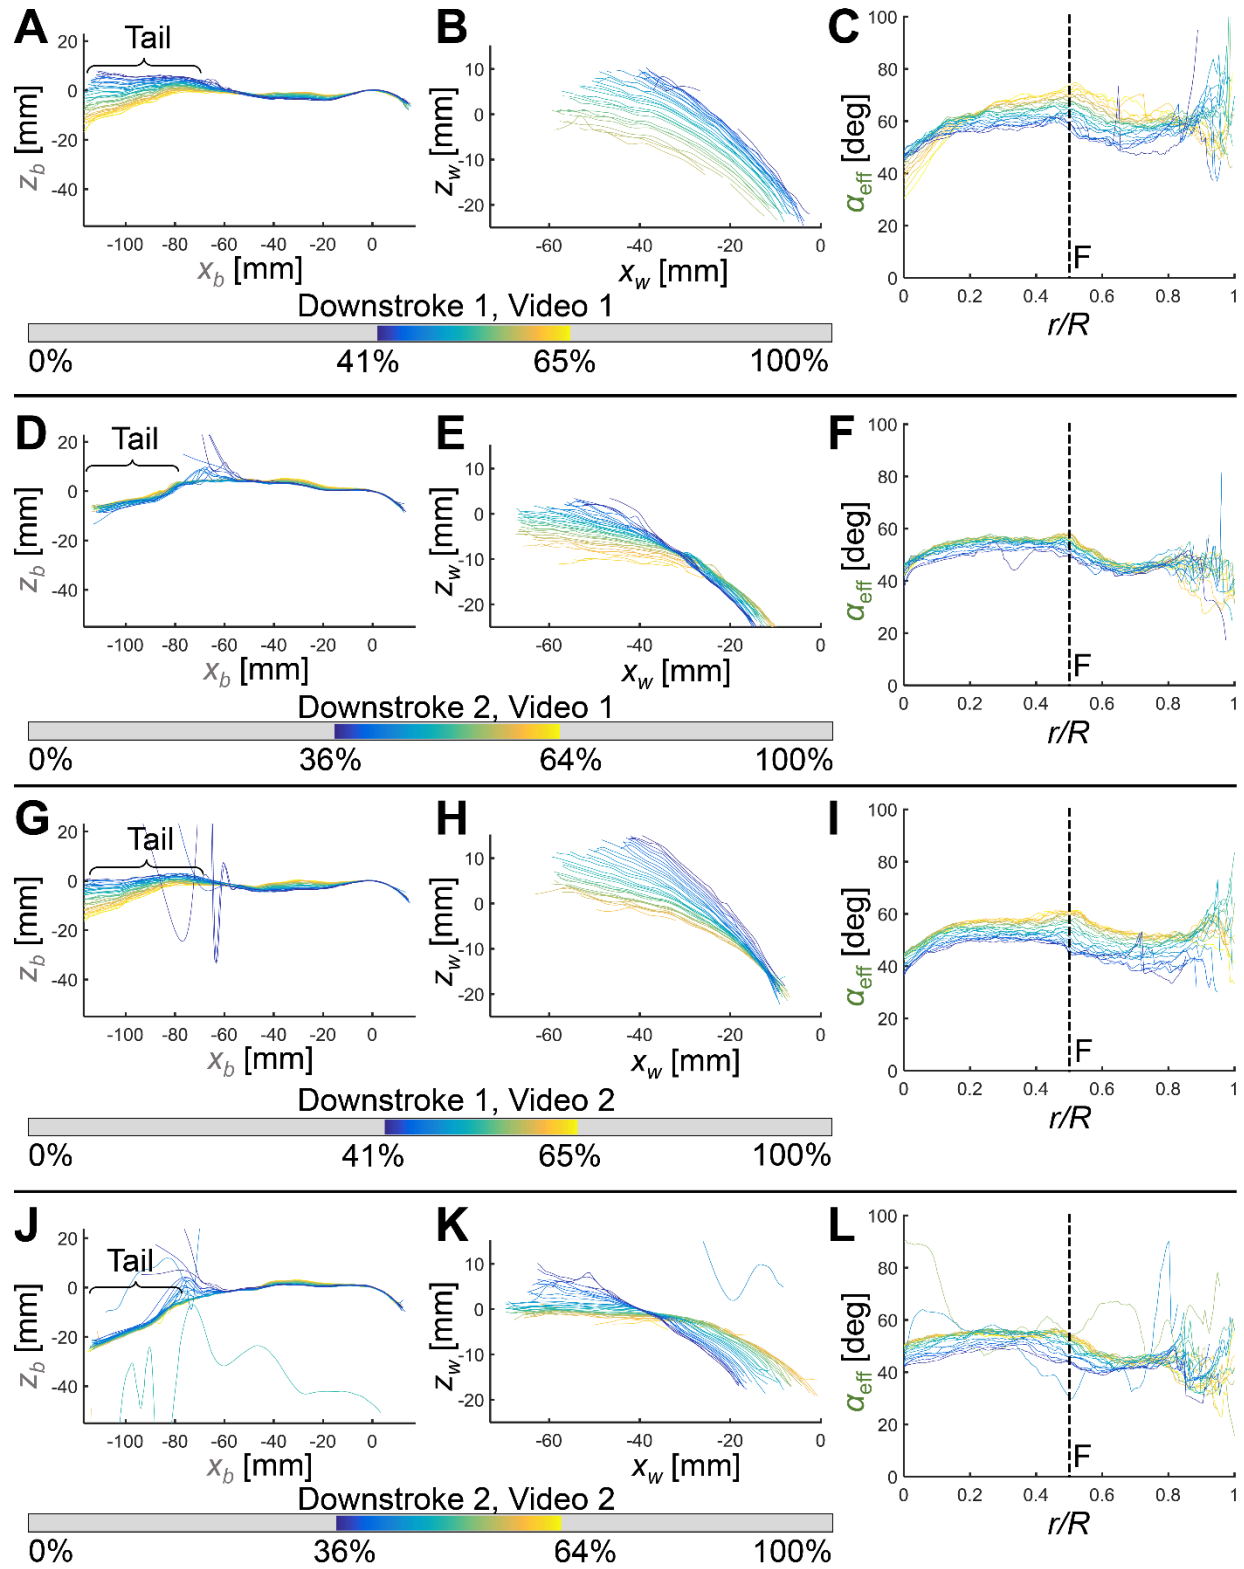 A
Tail
20
0
-20
-40
z_b [mm]
-100 -80 -60 -40 -20 0
x_b [mm]
B
10
0
-10
-20
z_w, [mm]
-60 -40 -20 0
x_w [mm]
C
100
80
60
40
20
0
α_eff [deg]
F
0 0.2 0.4 0.6 0.8 1
r/R
Downstroke 1, Video 1
0% 41% 65% 100%
D
Tail
20
0
-20
-40
z_b [mm]
-100 -80 -60 -40 -20 0
x_b [mm]
E
10
0
-10
-20
z_w, [mm]
-60 -40 -20 0
x_w [mm]
F
100
80
60
40
20
0
α_eff [deg]
F
0 0.2 0.4 0.6 0.8 1
r/R
Downstroke 2, Video 1
0% 36% 64% 100%
G
Tail
20
0
-20
-40
z_b [mm]
-100 -80 -60 -40 -20 0
x_b [mm]
H
10
0
-10
-20
z_w, [mm]
-60 -40 -20 0
x_w [mm]
I
100
80
60
40
20
0
α_eff [deg]
F
0 0.2 0.4 0.6 0.8 1
r/R
Downstroke 1, Video 2
0% 41% 65% 100%
J
Tail
20
0
-20
-40
z_b [mm]
-100 -80 -60 -40 -20 0
x_b [mm]
K
10
0
-10
-20
z_w, [mm]
-60 -40 -20 0
x_w [mm]
L
100
80
60
40
20
0
α_eff [deg]
F
0 0.2 0.4 0.6 0.8 1
r/R
Downstroke 2, Video 2
0% 36% 64% 100%